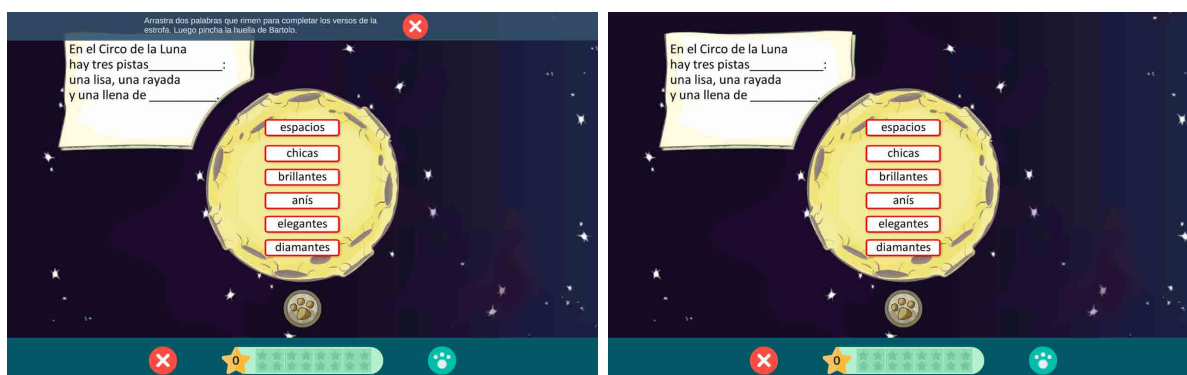 Arrastra dos palabras que rimen para completar los versos de la
estrofa. Luego pincha la huella de Bartolo.
En el Circo de la Luna
hay tres pistas__________:
una lisa, una rayada
y una llena de __________.
espacios
chicas
brillantes
anís
elegantes
diamantes
0
En el Circo de la Luna
hay tres pistas__________:
una lisa, una rayada
y una llena de __________.
espacios
chicas
brillantes
anís
elegantes
diamantes
0